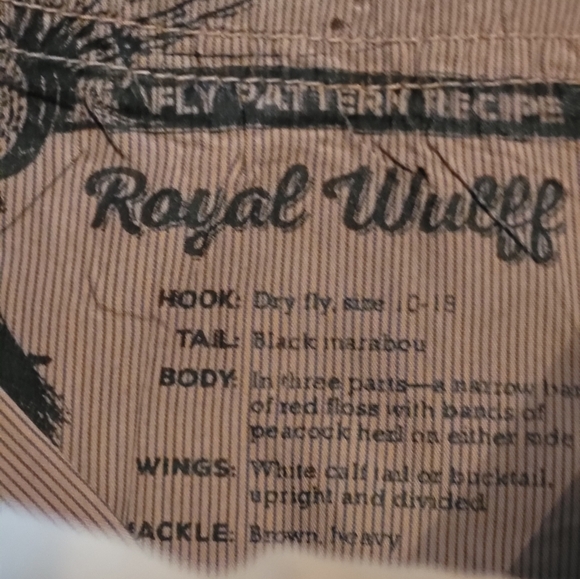 FLY PATTERN RECIPE
Royal Wulff
HOOK: Dry fly, size 10-18
TAIL: Black marabou
BODY: In three parts—a narrow
of red floss with bands of
peacock herl on either side
WINGS: White calf tail or bucktail,
upright and divided
ACKLE: Brown, heavy